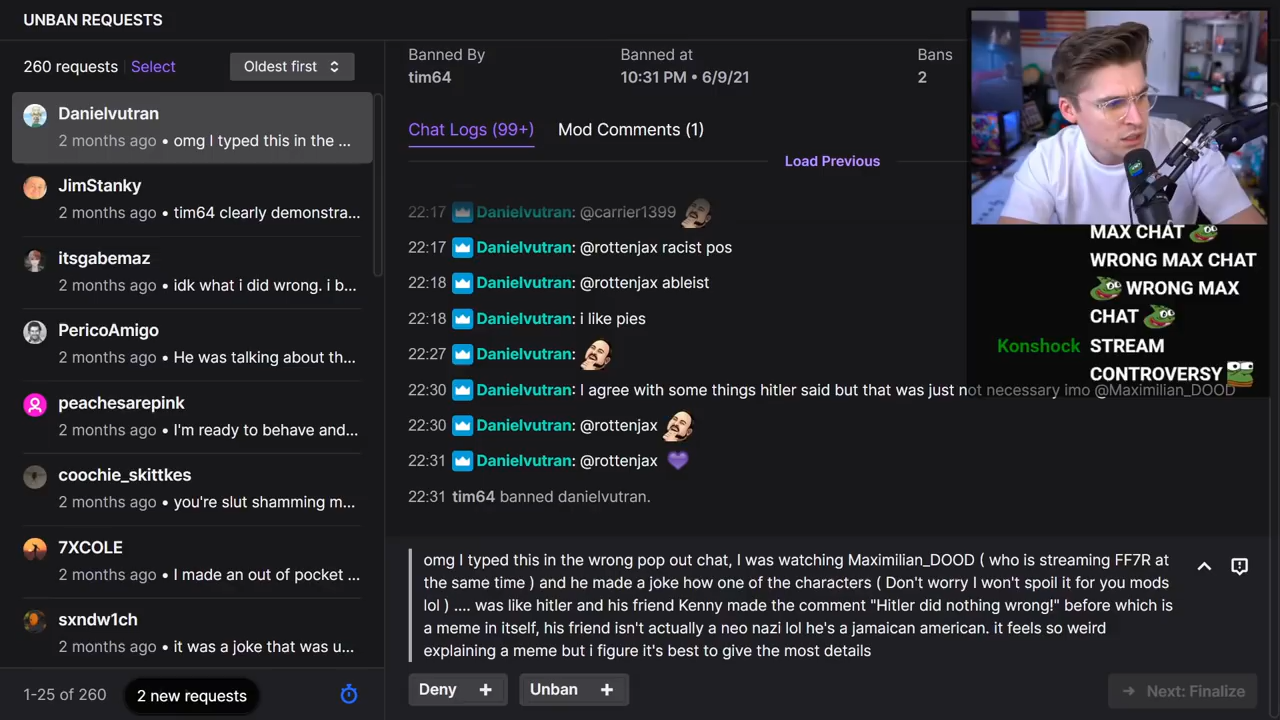 UNBAN REQUESTS
260 requests Select Oldest first
Danielvutran
2 months ago • omg I typed this in the ...
JimStanky
2 months ago • tim64 clearly demonstra...
itsgabemaz
2 months ago • idk what i did wrong. i b...
PericoAmigo
2 months ago • He was talking about th...
peachesarepink
2 months ago • I'm ready to behave and...
coochie_skittkes
2 months ago • you're slut shamming m...
7XCOLE
2 months ago • I made an out of pocket ...
sxndw1ch
2 months ago • it was a joke that was u...
1-25 of 260 2 new requests
Banned By Banned at Bans
tim64 10:31 PM • 6/9/21 2
Chat Logs (99+) Mod Comments (1)
Load Previous
22:17 Danielvutran: @carrier1399
22:17 Danielvutran: @rottenjax racist pos
22:18 Danielvutran: @rottenjax ableist
22:18 Danielvutran: i like pies
22:27 Danielvutran:
22:30 Danielvutran: I agree with some things hitler said but that was just not necessary imo @Maximilian_DOOD
22:30 Danielvutran: @rottenjax
22:31 Danielvutran: @rottenjax
22:31 tim64 banned danielvutran.
omg I typed this in the wrong pop out chat, I was watching Maximilian_DOOD ( who is streaming FF7R at
the same time ) and he made a joke how one of the characters ( Don't worry I won't spoil it for you mods
lol ) .... was like hitler and his friend Kenny made the comment "Hitler did nothing wrong!" before which is
a meme in itself, his friend isn't actually a neo nazi lol he's a jamaican american. it feels so weird
explaining a meme but i figure it's best to give the most details
Deny + Unban + → Next: Finalize
MAX CHAT
WRONG MAX CHAT
WRONG MAX
CHAT
Konshock STREAM
CONTROVERSY